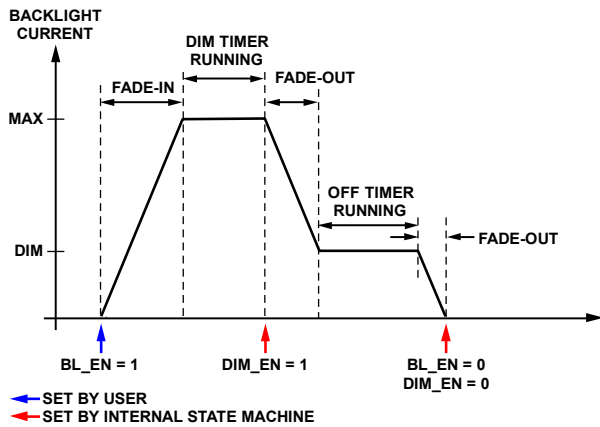 BACKLIGHT
CURRENT
DIM TIMER
RUNNING
FADE-IN
FADE-OUT
MAX
OFF TIMER
RUNNING
FADE-OUT
DIM
BL_EN = 1
DIM_EN = 1
BL_EN = 0
DIM_EN = 0
SET BY USER
SET BY INTERNAL STATE MACHINE